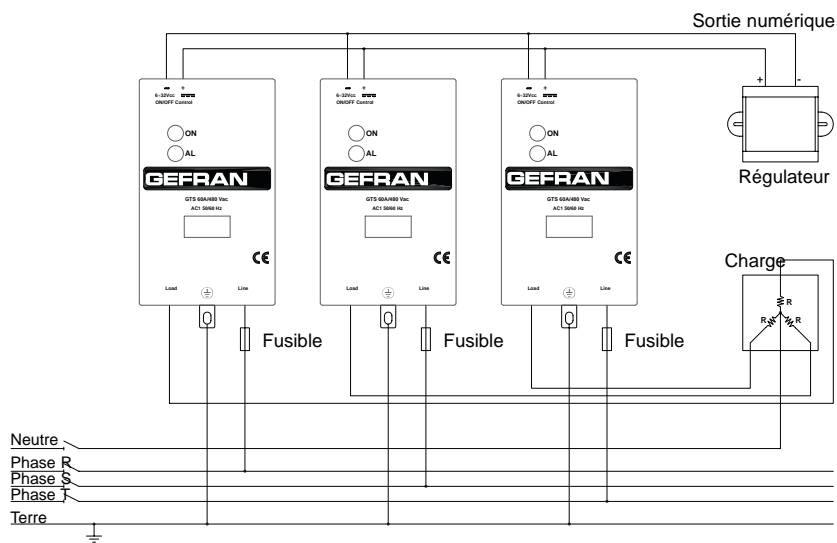 Sortie numérique
+ -
Régulateur
6-32Vcc
ON/OFF Control
ON
AL
GEFRAN
GTS 60A/480 Vac
AC1 50/60 Hz
CE
Load Line
Fusible
6-32Vcc
ON/OFF Control
ON
AL
GEFRAN
GTS 60A/480 Vac
AC1 50/60 Hz
CE
Load Line
Fusible
6-32Vcc
ON/OFF Control
ON
AL
GEFRAN
GTS 60A/480 Vac
AC1 50/60 Hz
CE
Load Line
Fusible
Charge
R
R R
Neutre
Phase R
Phase S
Phase T
Terre